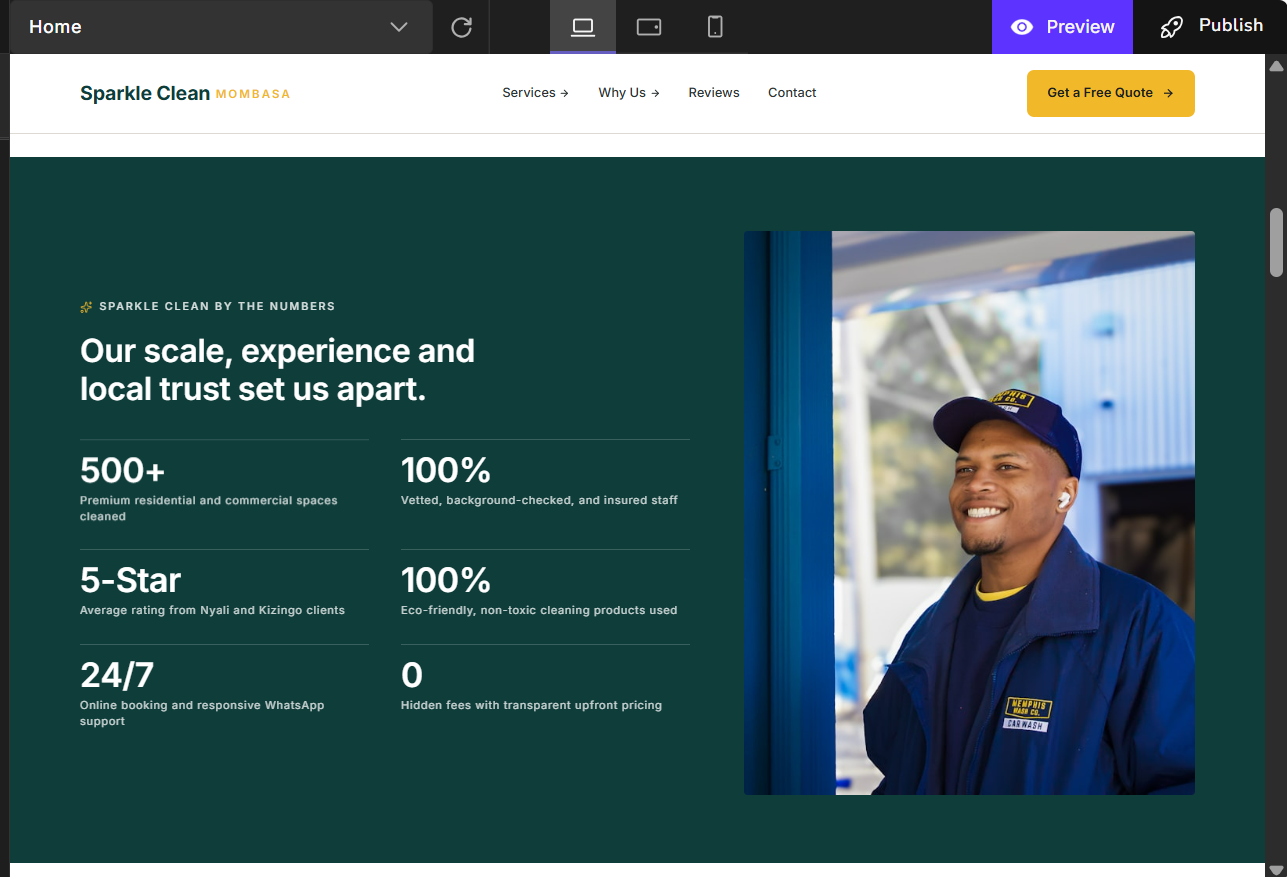 Home
Preview
Publish
Sparkle Clean MOMBASA
Services →
Why Us →
Reviews
Contact
Get a Free Quote →
SPARKLE CLEAN BY THE NUMBERS
Our scale, experience and
local trust set us apart.
500+
Premium residential and commercial spaces
cleaned
100%
Vetted, background-checked, and insured staff
5-Star
Average rating from Nyali and Kizingo clients
100%
Eco-friendly, non-toxic cleaning products used
24/7
Online booking and responsive WhatsApp
support
0
Hidden fees with transparent upfront pricing
MEMPHIS
WASH CO.
CAR WASH